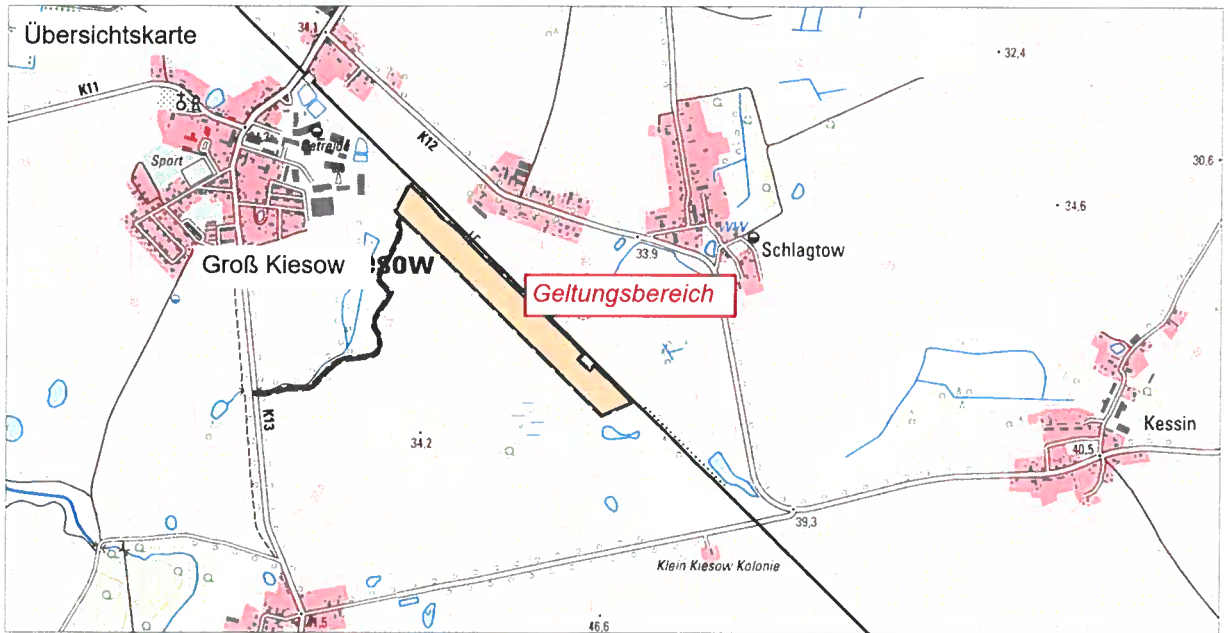 Übersichtskarte
34,1
32,4
K11
K12
Getreide
Sport
30,6
34,6
33,9
Schlagtow
Groß Kiesow
Geltungsbereich
K13
34,2
Kessin
40,5
39,3
Klein Kiesow Kolonie
46,6